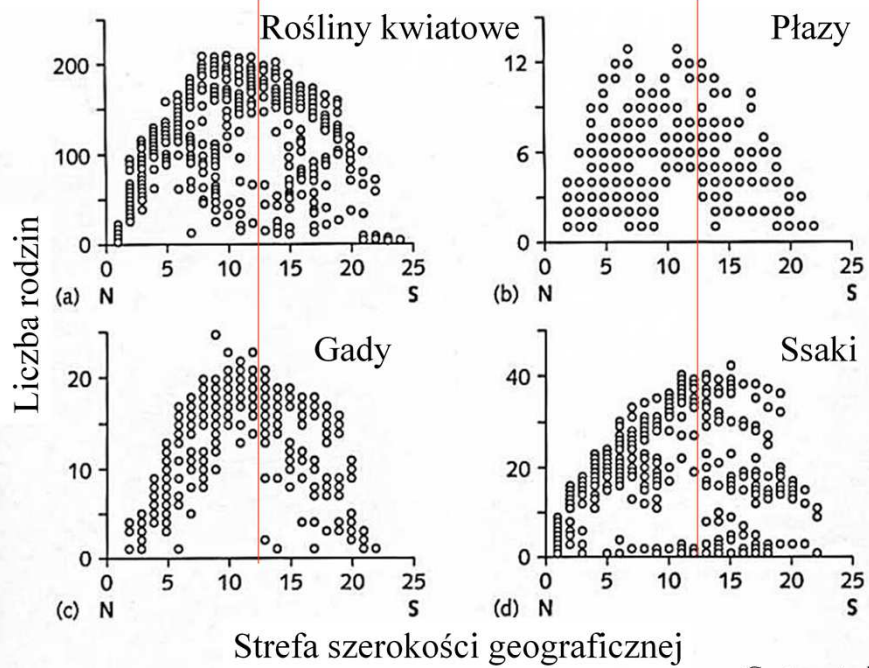 Rośliny kwiatowe
Płazy
200
100
0
0 5 10 15 20 25
(a) N S
12
6
0
0 5 10 15 20 25
(b) N S
Liczba rodzin
Gady
Ssaki
20
10
0
0 5 10 15 20 25
(c) N S
40
20
0
0 5 10 15 20 25
(d) N S
Strefa szerokości geograficznej